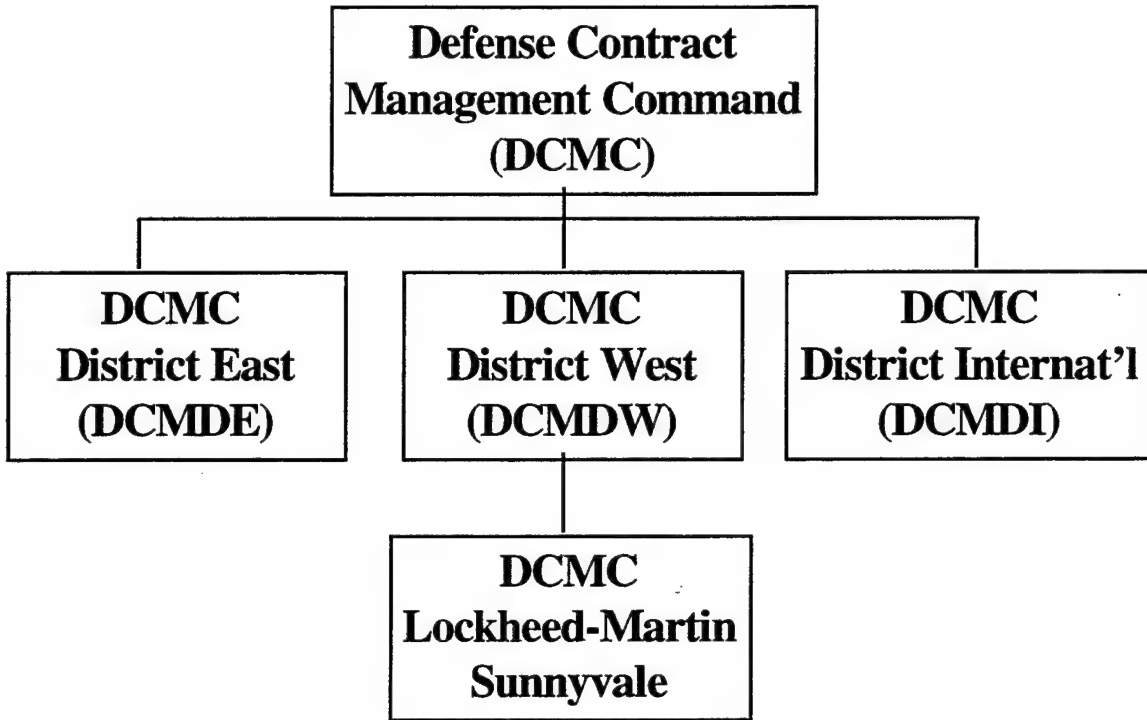 Defense Contract
Management Command
(DCMC)
DCMC
District East
(DCMDE)
DCMC
District West
(DCMDW)
DCMC
District Internat'l
(DCMDI)
DCMC
Lockheed-Martin
Sunnyvale